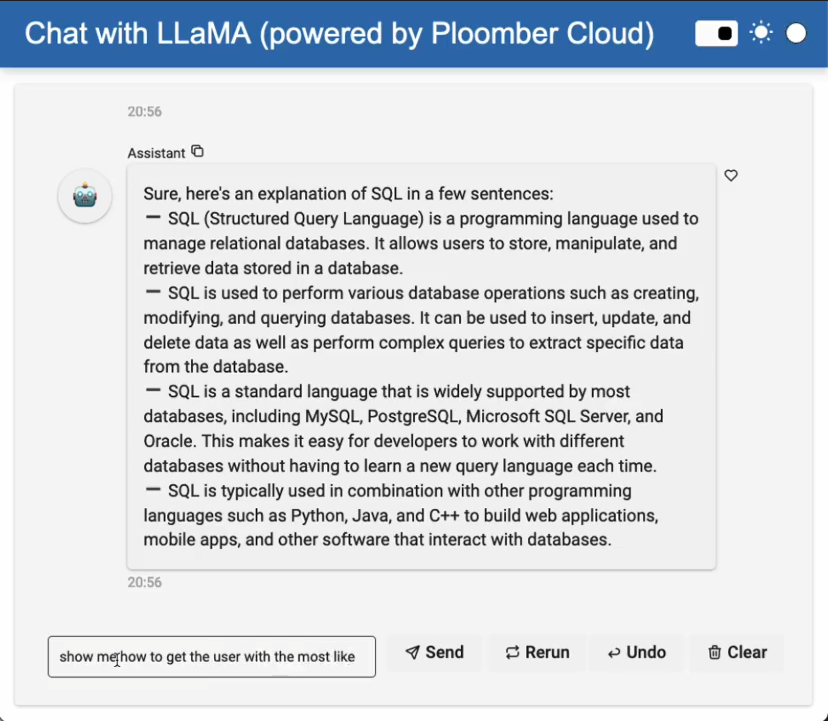 Chat with LLaMA (powered by Ploomber Cloud)
20:56
Assistant
Sure, here's an explanation of SQL in a few sentences:
— SQL (Structured Query Language) is a programming language used to
manage relational databases. It allows users to store, manipulate, and
retrieve data stored in a database.
— SQL is used to perform various database operations such as creating,
modifying, and querying databases. It can be used to insert, update, and
delete data as well as perform complex queries to extract specific data
from the database.
— SQL is a standard language that is widely supported by most
databases, including MySQL, PostgreSQL, Microsoft SQL Server, and
Oracle. This makes it easy for developers to work with different
databases without having to learn a new query language each time.
— SQL is typically used in combination with other programming
languages such as Python, Java, and C++ to build web applications,
mobile apps, and other software that interact with databases.
20:56
show me how to get the user with the most like
Send
Rerun
Undo
Clear